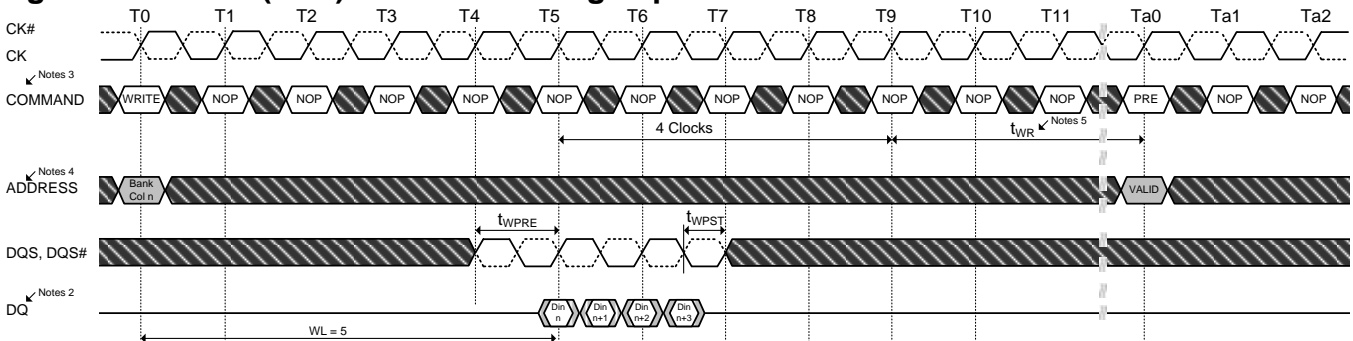 T0 T1 T2 T3 T4 T5 T6 T7 T8 T9 T10 T11 Ta0 Ta1 Ta2
CK#
CK
Notes 3
COMMAND WRITE NOP NOP NOP NOP NOP NOP NOP NOP NOP NOP NOP PRE NOP NOP
4 Clocks tWR Notes 5
Notes 4
ADDRESS Bank Col n VALID
tWPRE tWPST
DQS, DQS#
Notes 2
DQ Din n Din n+1 Din n+2 Din n+3
WL = 5